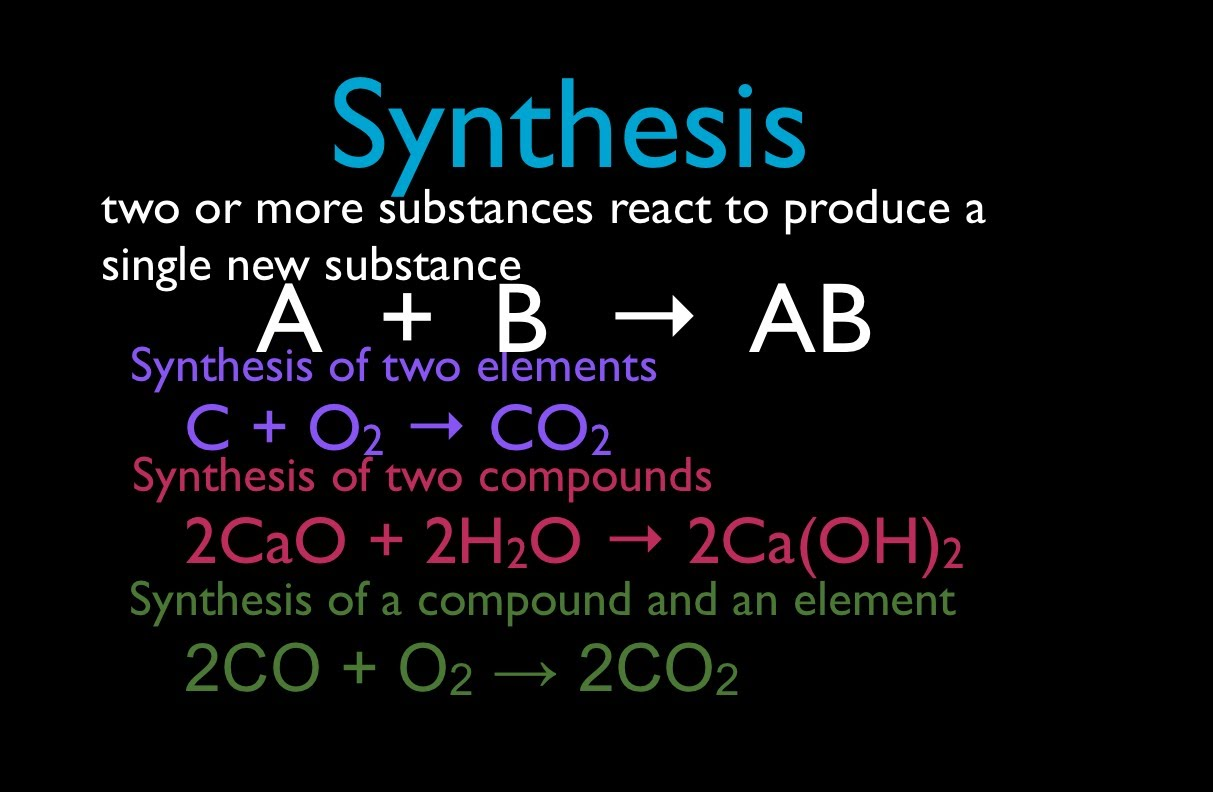 Synthesis
two or more substances react to produce a
single new substance
A + B → AB
Synthesis of two elements
C + O₂ → CO₂
Synthesis of two compounds
2CaO + 2H₂O → 2Ca(OH)₂
Synthesis of a compound and an element
2CO + O₂ → 2CO₂